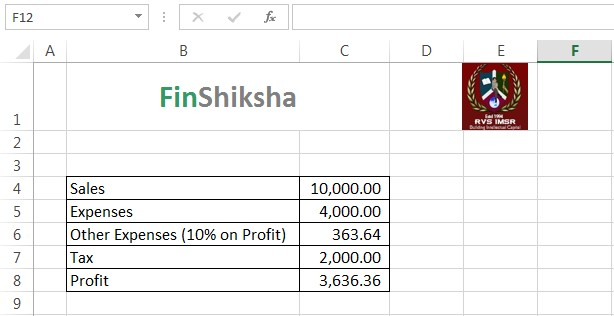 F12
fx
A B C D E F
1 FinShiksha Estd 1994
RVS IMSR
Building Intellectual Capital
2
3
4 Sales 10,000.00
5 Expenses 4,000.00
6 Other Expenses (10% on Profit) 363.64
7 Tax 2,000.00
8 Profit 3,636.36
9